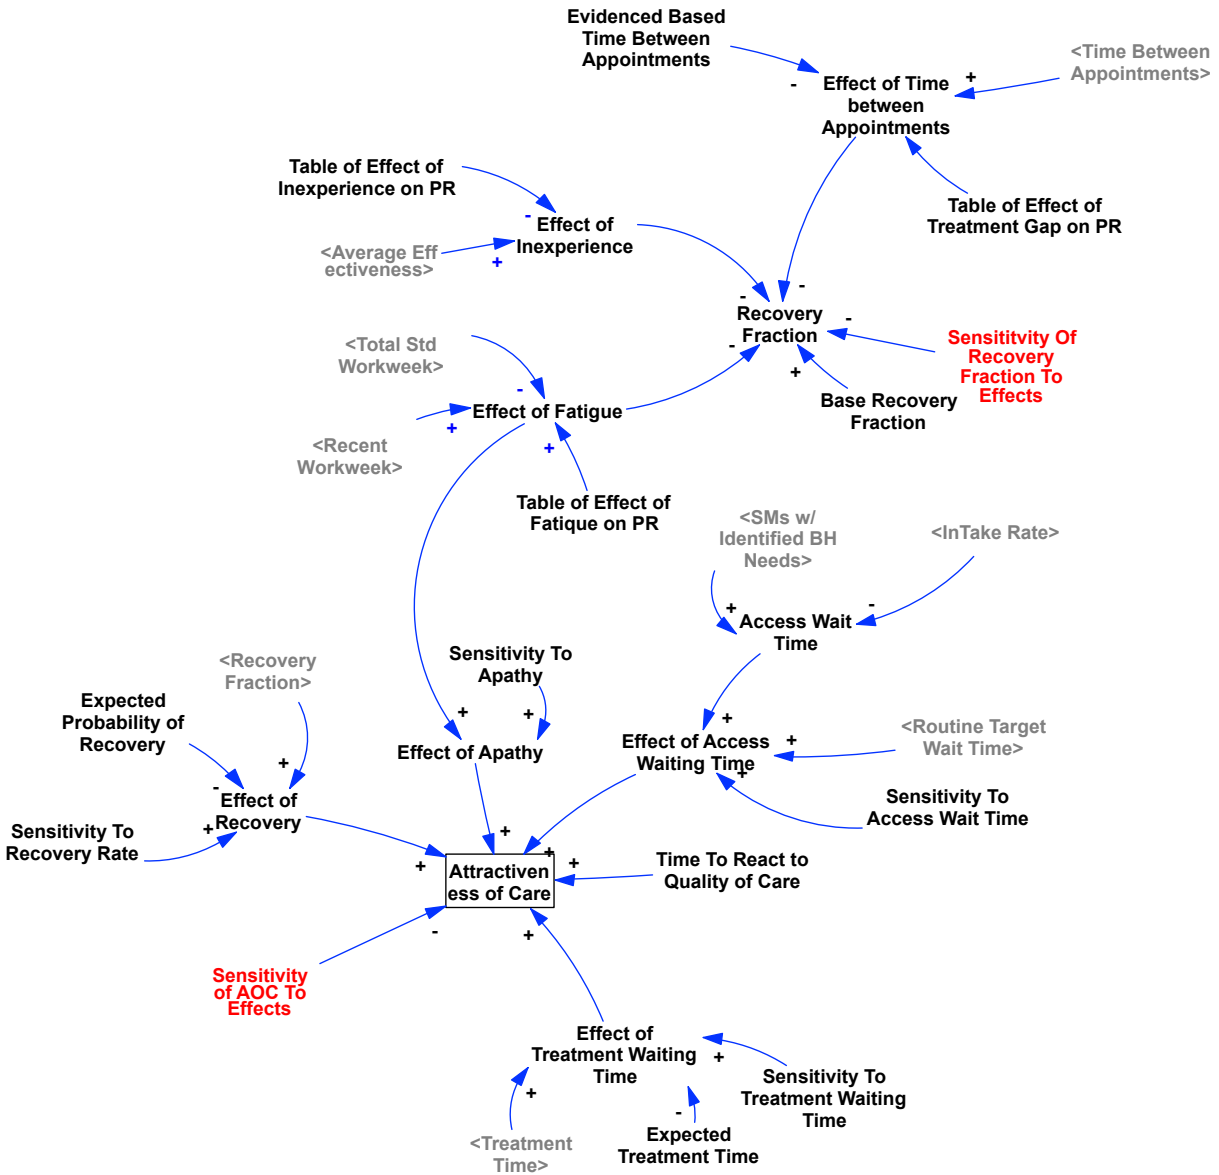 Evidenced Based
Time Between
Appointments
<Time Between
Appointments>
+
-
Effect of Time
between
Appointments
Table of Effect of
Inexperience on PR
Table of Effect of
Treatment Gap on PR
-
Effect of
Inexperience
<Average Eff
ectiveness>
+
-
-
Recovery
Fraction
-
-
+
Sensititvity Of
Recovery
Fraction To
Effects
<Total Std
Workweek>
-
Effect of Fatigue
+
+
Base Recovery
Fraction
<Recent
Workweek>
Table of Effect of
Fatique on PR
<SMs w/
Identified BH
Needs>
<InTake Rate>
+
-
Access Wait
Time
Sensitivity To
Apathy
<Recovery
Fraction>
Expected
Probability of
Recovery
+
+
Effect of Apathy
+
Effect of Access
Waiting Time
+
+
<Routine Target
Wait Time>
+
-
Effect of
Recovery
+
Sensitivity To
Recovery Rate
Sensitivity To
Access Wait Time
+
+
+
+
Attractiven
ess of Care
Time To React to
Quality of Care
-
+
Sensitivity
of AOC To
Effects
Effect of
Treatment Waiting
Time
+
+
-
Sensitivity To
Treatment Waiting
Time
<Treatment
Time>
Expected
Treatment Time